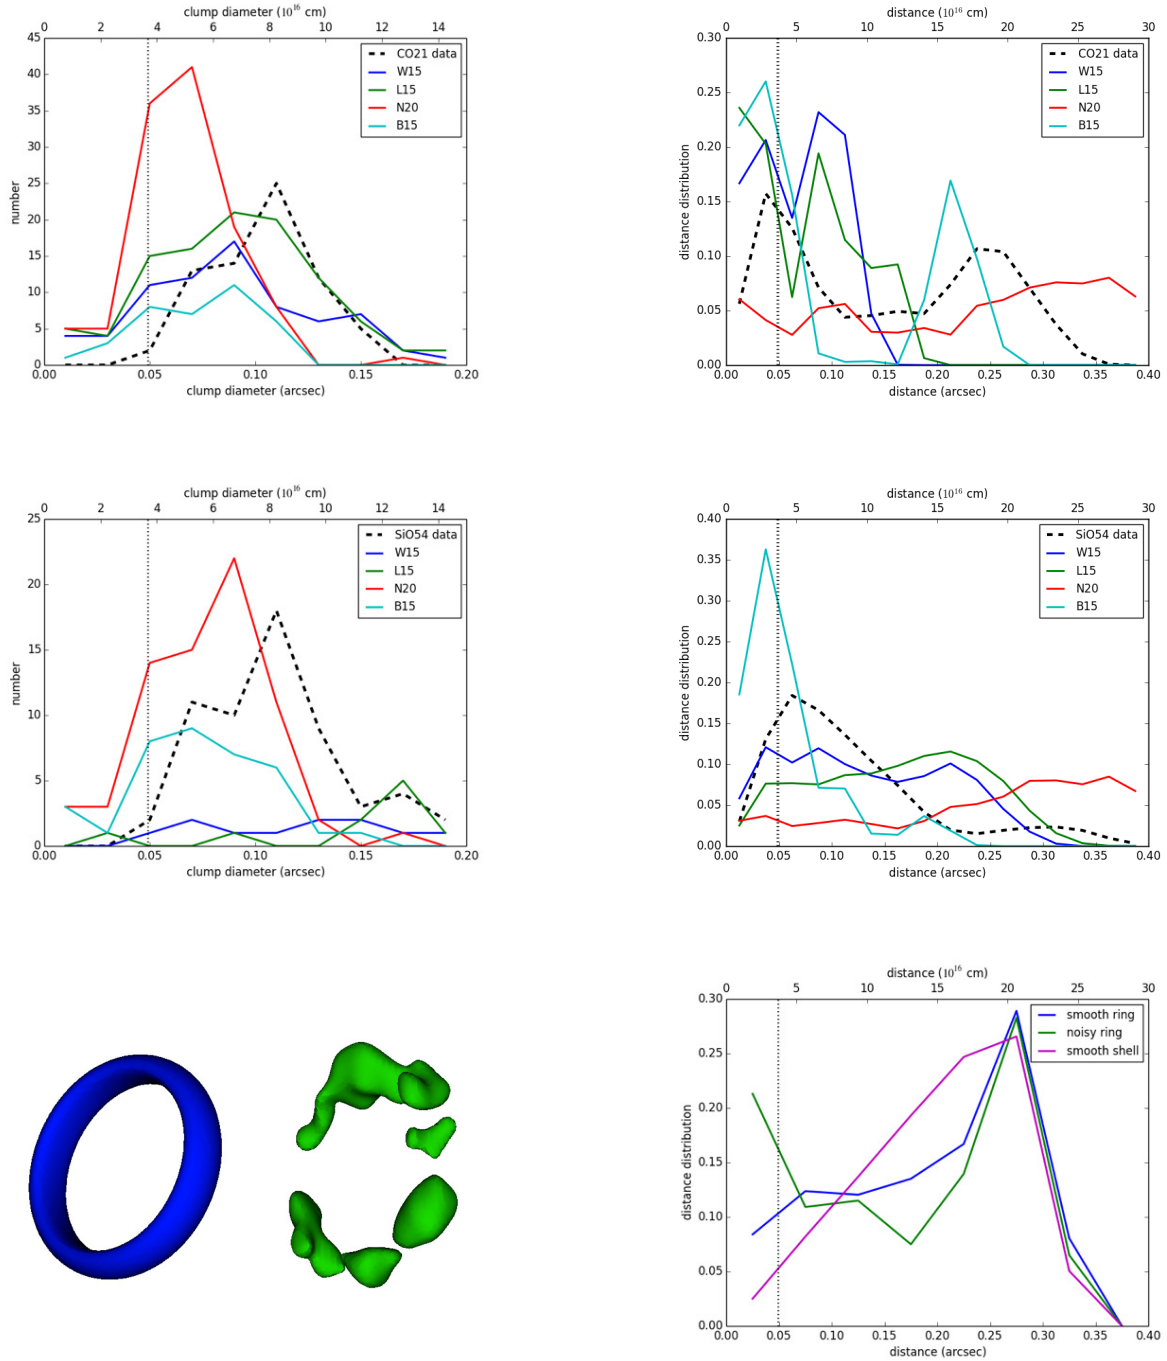 clump diameter (10^16 cm)
0 2 4 6 8 10 12 14
45
40
35
30
25
20
15
10
5
0
number
CO21 data
W15
L15
N20
B15
0.00 0.05 0.10 0.15 0.20
clump diameter (arcsec)
distance (10^16 cm)
0 5 10 15 20 25 30
0.30
0.25
0.20
0.15
0.10
0.05
0.00
distance distribution
CO21 data
W15
L15
N20
B15
0.00 0.05 0.10 0.15 0.20 0.25 0.30 0.35 0.40
distance (arcsec)
clump diameter (10^16 cm)
0 2 4 6 8 10 12 14
25
20
15
10
5
0
number
SiO54 data
W15
L15
N20
B15
0.00 0.05 0.10 0.15 0.20
clump diameter (arcsec)
distance (10^16 cm)
0 5 10 15 20 25 30
0.40
0.35
0.30
0.25
0.20
0.15
0.10
0.05
0.00
distance distribution
SiO54 data
W15
L15
N20
B15
0.00 0.05 0.10 0.15 0.20 0.25 0.30 0.35 0.40
distance (arcsec)
distance (10^16 cm)
0 5 10 15 20 25 30
0.30
0.25
0.20
0.15
0.10
0.05
0.00
distance distribution
smooth ring
noisy ring
smooth shell
0.00 0.05 0.10 0.15 0.20 0.25 0.30 0.35 0.40
distance (arcsec)